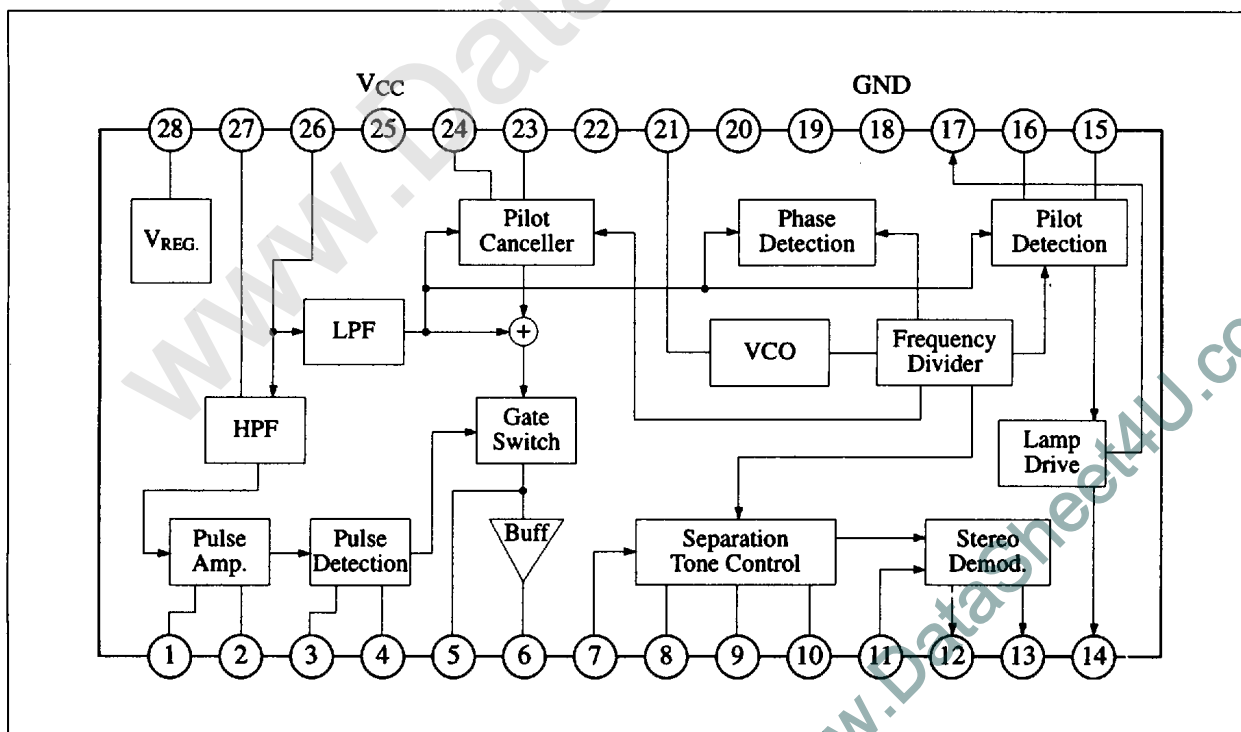 www.Data
VCC
GND
28 27 26 25 24 23 22 21 20 19 18 17 16 15
VREG.
Pilot
Canceller
Phase
Detection
Pilot
Detection
LPF
+
VCO
Frequency
Divider
HPF
Gate
Switch
Lamp
Drive
Pulse
Amp.
Pulse
Detection
Buff
Separation
Tone Control
Stereo
Demod.
1 2 3 4 5 6 7 8 9 10 11 12 13 14
w.DataSheet4U.co